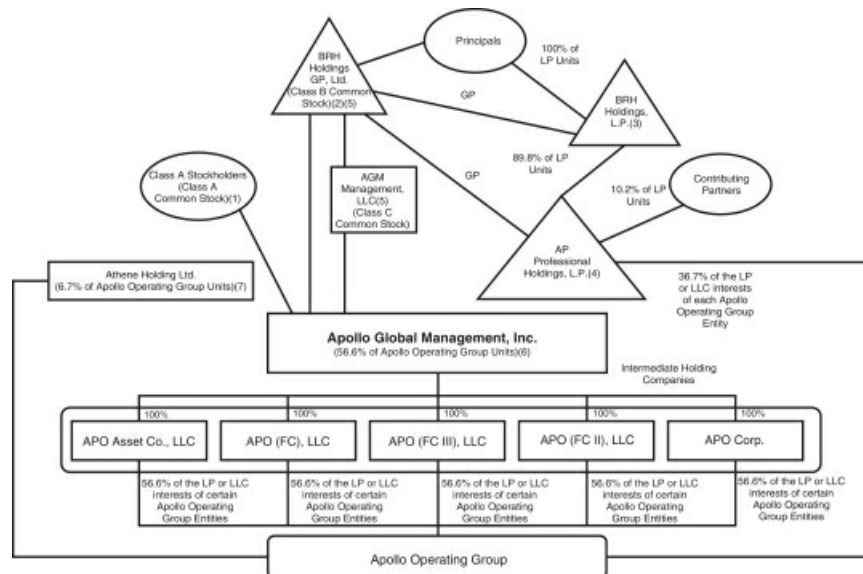 Principals
100% of
LP Units
BRH
Holdings
GP, Ltd.
(Class B Common
Stock)(2)(5)
GP
BRH
Holdings,
L.P.(3)
89.8% of LP
Units
Class A Stockholders
(Class A
Common Stock)(1)
AGM
Management,
LLC(5)
(Class C
Common Stock)
GP
10.2% of LP
Units
Contributing
Partners
AP
Professional
Holdings, L.P.(4)
Athene Holding Ltd.
(6.7% of Apollo Operating Group Units)(7)
36.7% of the LP
or LLC interests
of each Apollo
Operating Group
Entity
Apollo Global Management, Inc.
(56.6% of Apollo Operating Group Units)(6)
Intermediate Holding
Companies
100%
100%
100%
100%
100%
APO Asset Co., LLC
APO (FC), LLC
APO (FC III), LLC
APO (FC II), LLC
APO Corp.
56.6% of the LP or LLC
interests of certain
Apollo Operating
Group Entities
56.6% of the LP or LLC
interests of certain
Apollo Operating
Group Entities
56.6% of the LP or LLC
interests of certain
Apollo Operating
Group Entities
56.6% of the LP or LLC
interests of certain
Apollo Operating
Group Entities
56.6% of the LP or LLC
interests of certain
Apollo Operating
Group Entities
Apollo Operating Group